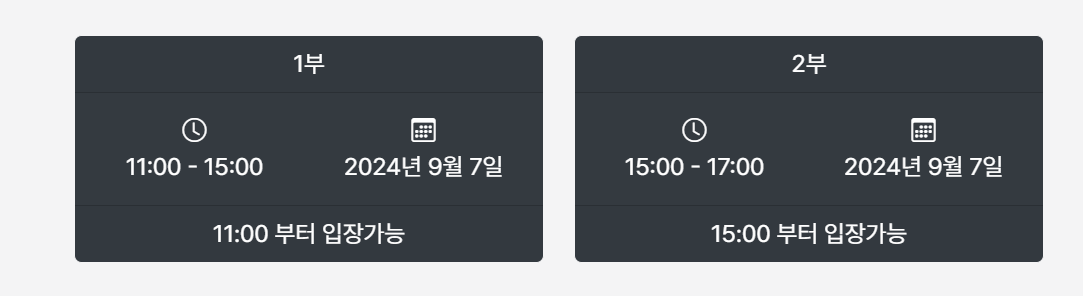 1부
11:00 - 15:00
2024년 9월 7일
11:00 부터 입장가능
2부
15:00 - 17:00
2024년 9월 7일
15:00 부터 입장가능